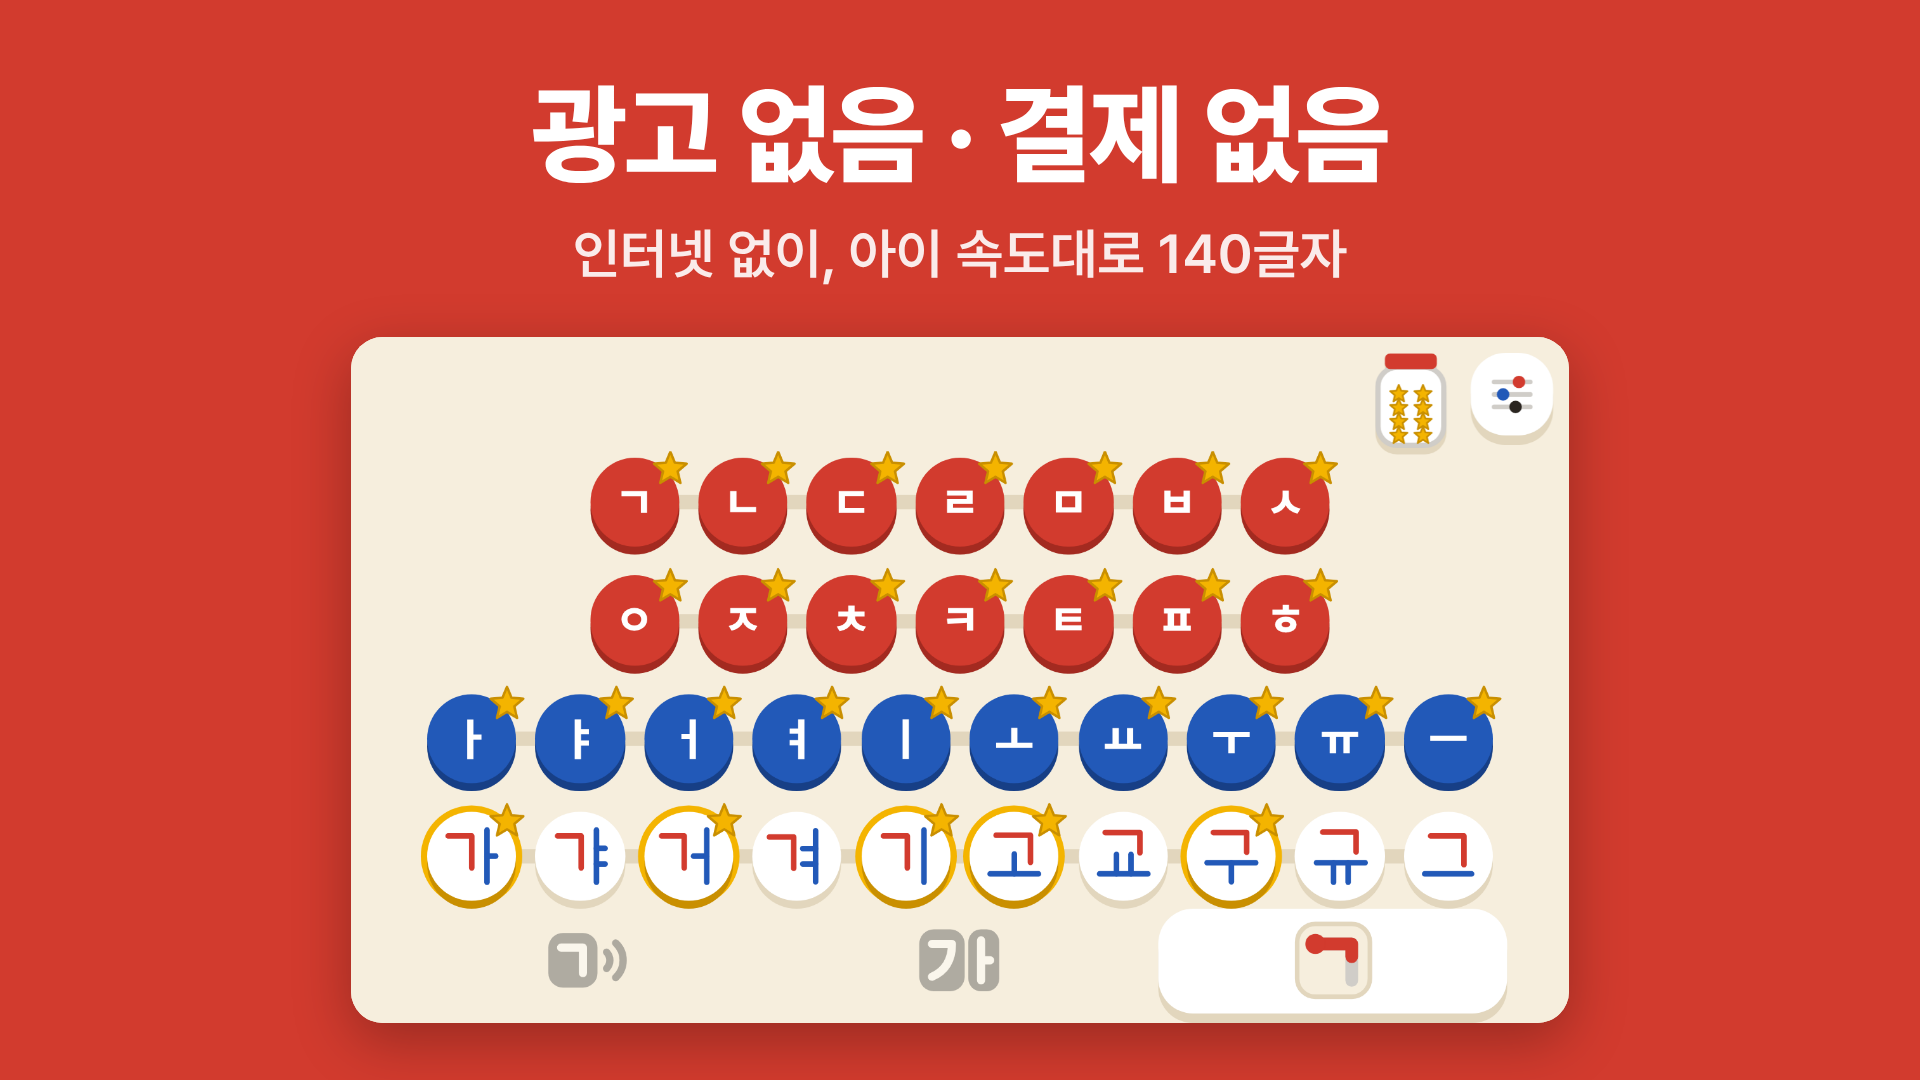 광고 없음 · 결제 없음
인터넷 없이, 아이 속도대로 140글자
ㄱ ㄴ ㄷ ㄹ ㅁ ㅂ ㅅ
ㅇ ㅈ ㅊ ㅋ ㅌ ㅍ ㅎ
ㅏ ㅑ ㅓ ㅕ ㅣ ㅗ ㅛ ㅜ ㅠ ㅡ
가 갸 거 겨 기 고 교 구 규 그
ㄱ 가 ㄱ